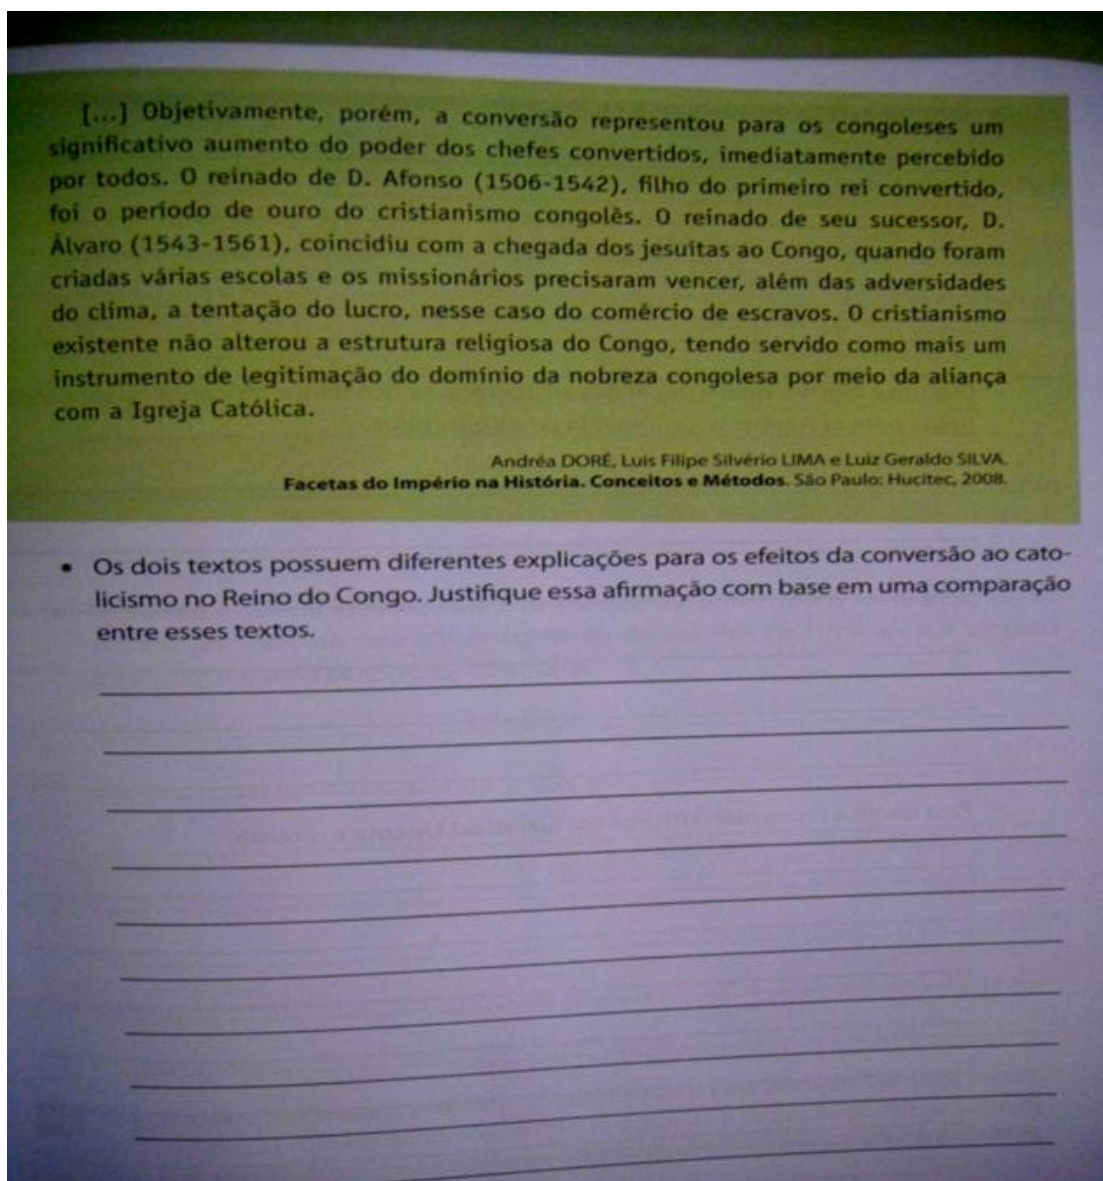 [...] Objetivamente, porém, a conversão representou para os congoleses um
significativo aumento do poder dos chefes convertidos, imediatamente percebido
por todos. O reinado de D. Afonso (1506-1542), filho do primeiro rei convertido,
foi o período de ouro do cristianismo congolês. O reinado de seu sucessor, D.
Álvaro (1543-1561), coincidiu com a chegada dos jesuítas ao Congo, quando foram
criadas várias escolas e os missionários precisaram vencer, além das adversidades
do clima, a tentação do lucro, nesse caso do comércio de escravos. O cristianismo
existente não alterou a estrutura religiosa do Congo, tendo servido como mais um
instrumento de legitimação do domínio da nobreza congolesa por meio da aliança
com a Igreja Católica.
Andréa DORÉ, Luis Filipe Silvério LIMA e Luiz Geraldo SILVA.
Facetas do Império na História. Conceitos e Métodos. São Paulo: Hucitec, 2008.
• Os dois textos possuem diferentes explicações para os efeitos da conversão ao cato-
licismo no Reino do Congo. Justifique essa afirmação com base em uma comparação
entre esses textos.